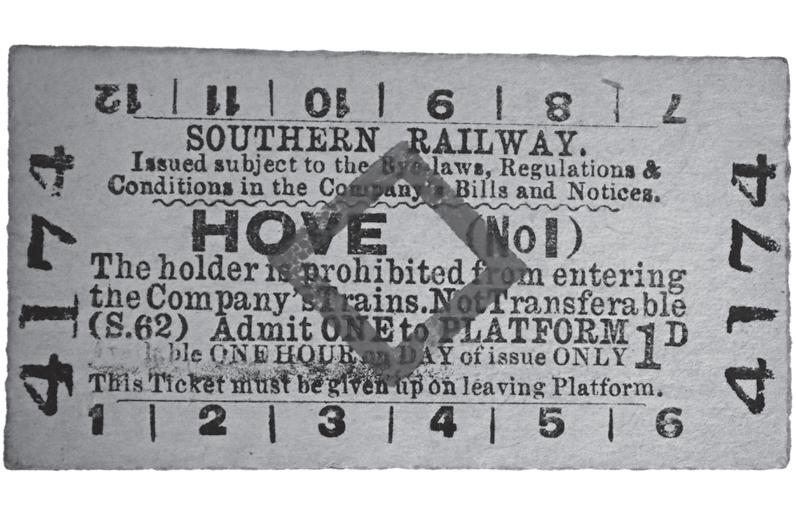 12 | 11 | 10 | 9 | 8 | 7
SOUTHERN RAILWAY.
Issued subject to the Bye-laws, Regulations &
Conditions in the Company's Bills and Notices.
HOVE (No1)
The holder is prohibited from entering
the Company's Trains. Not Transferable
(S.62) Admit ONE to PLATFORM 1D
Available ONE HOUR on DAY of issue ONLY
This Ticket must be given up on leaving Platform.
1 | 2 | 3 | 4 | 5 | 6
4174
4174